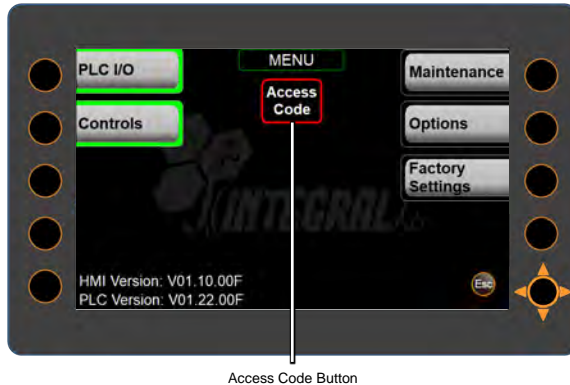 PLC I/O
MENU
Maintenance
Access
Code
Controls
Options
Factory
Settings
INTEGRAL
HMI Version: V01.10.00F
PLC Version: V01.22.00F
Esc
Access Code Button